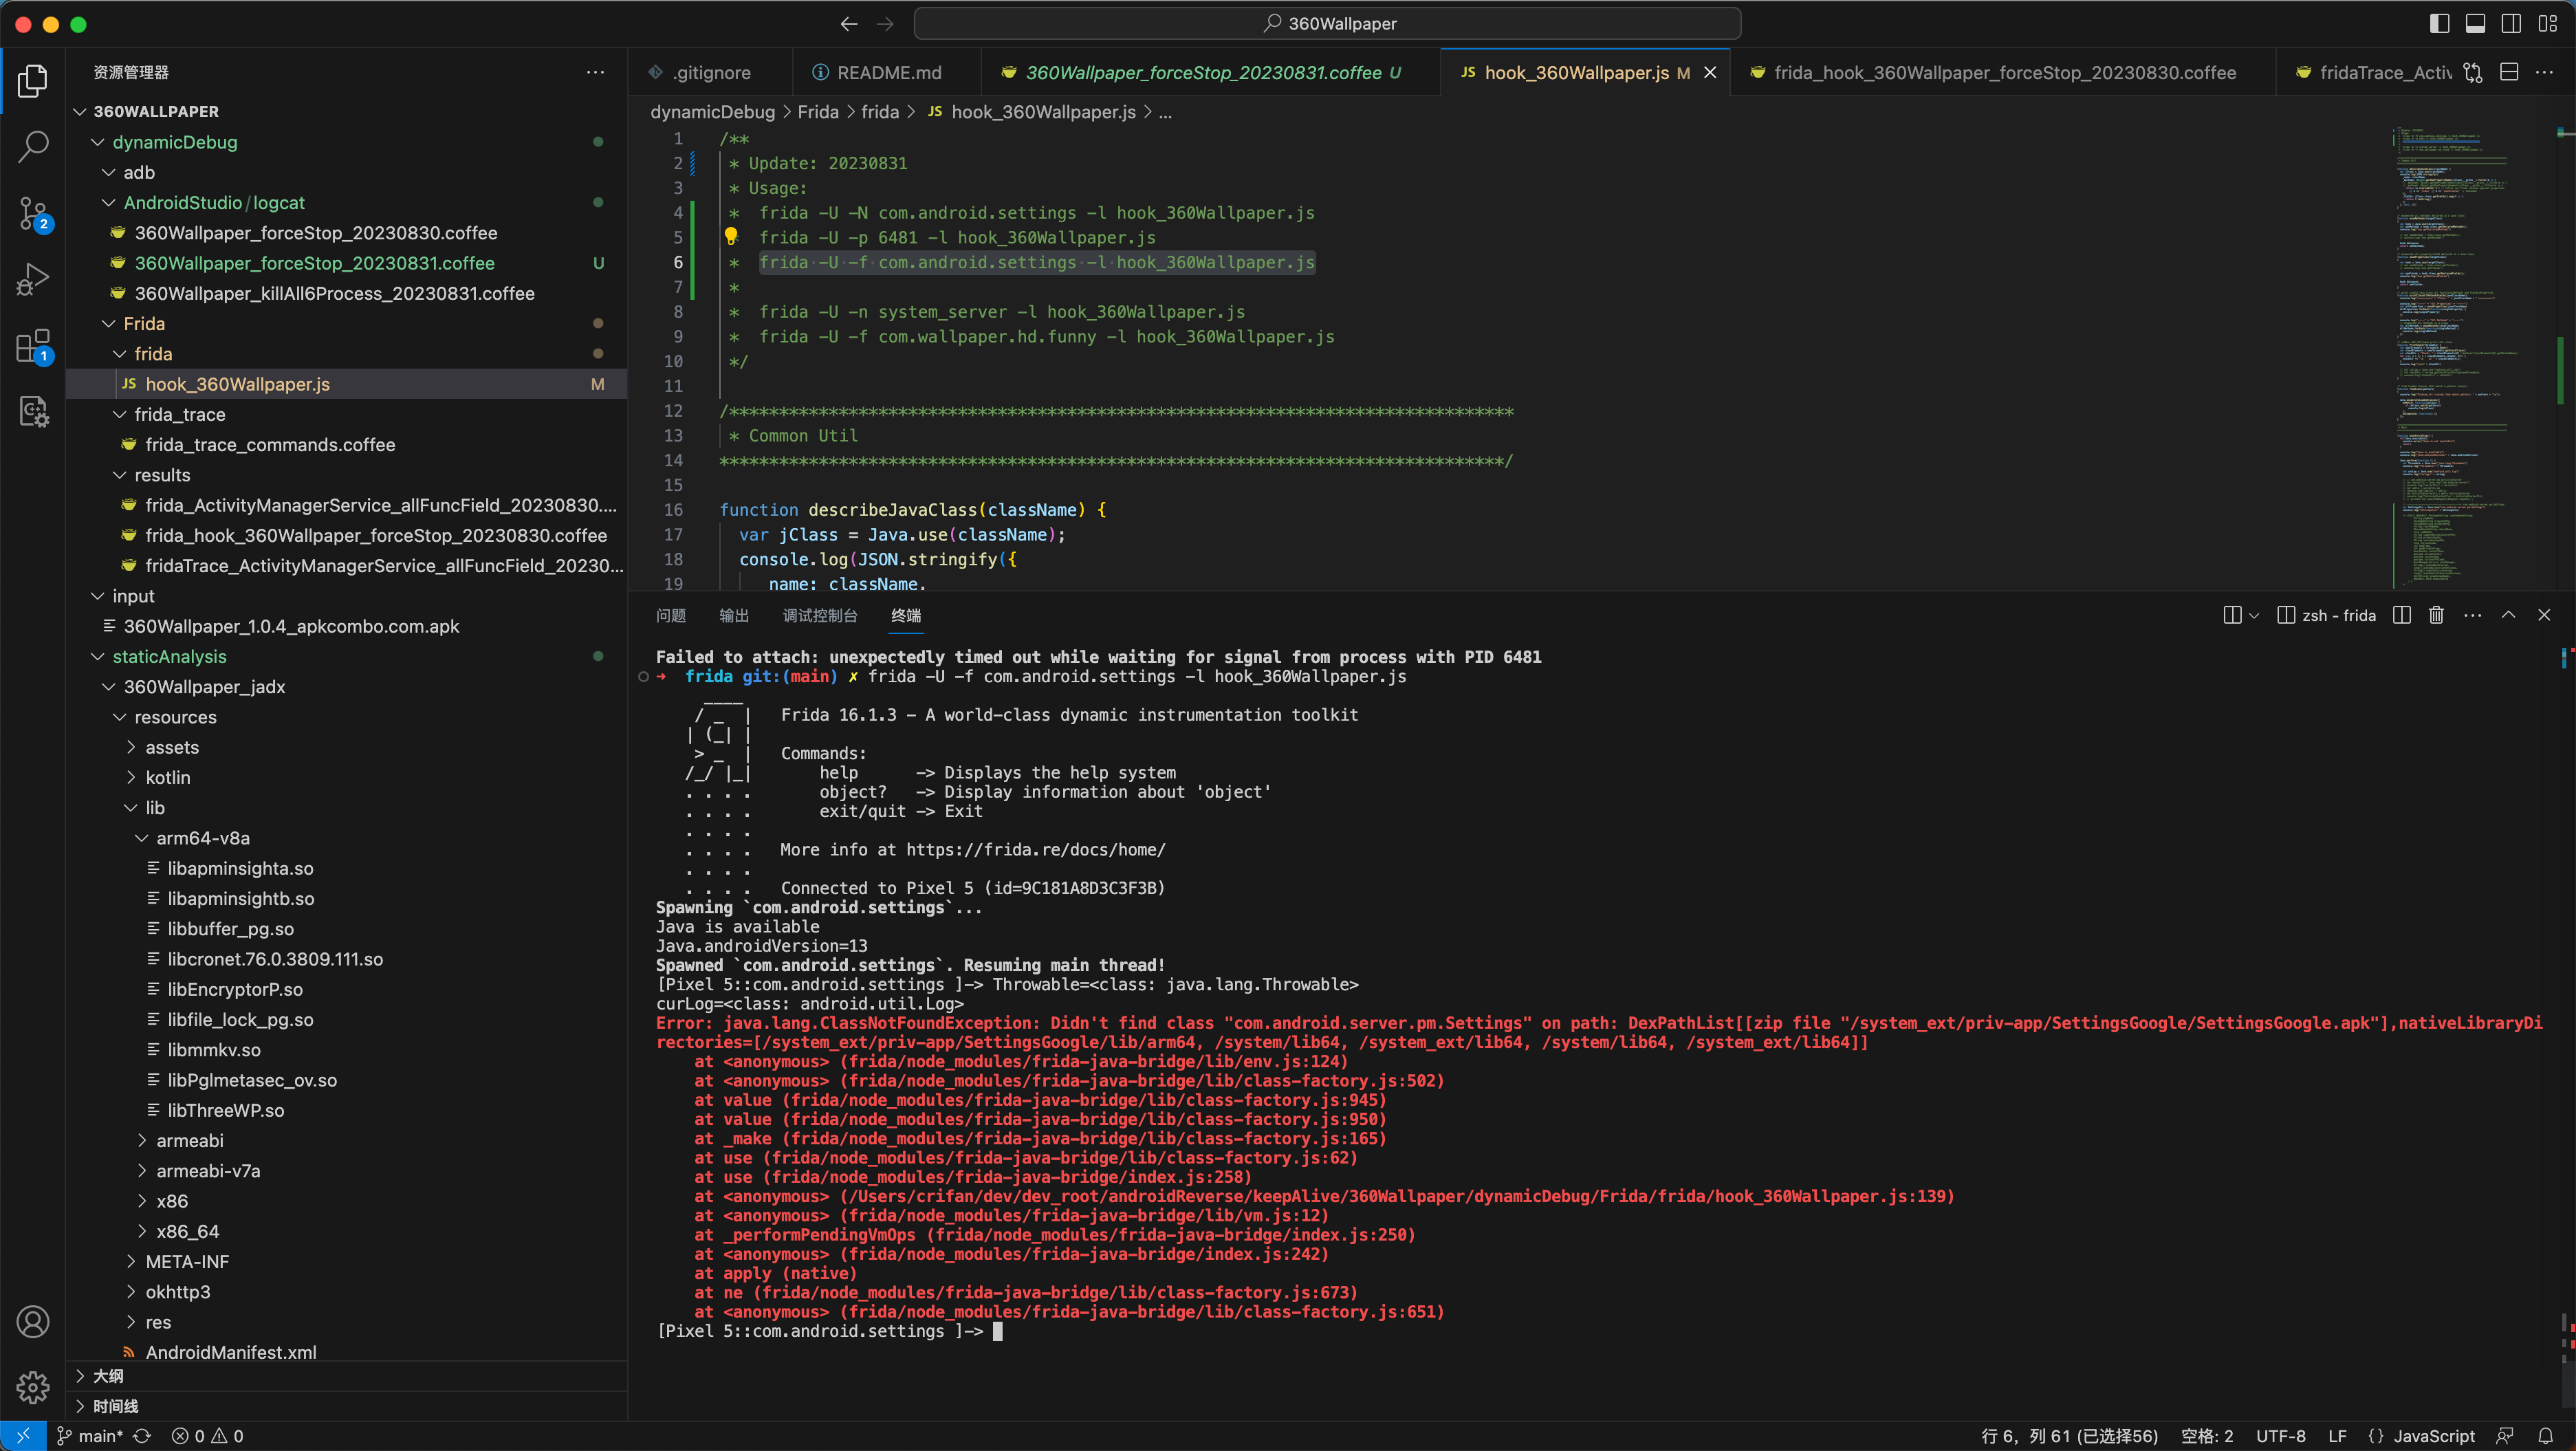 360Wallpaper
资源管理器
360WALLPAPER
dynamicDebug
adb
AndroidStudio/logcat
360Wallpaper_forceStop_20230830.coffee
360Wallpaper_forceStop_20230831.coffee U
360Wallpaper_killAll6Process_20230831.coffee
Frida
frida
JS hook_360Wallpaper.js M
frida_trace
frida_trace_commands.coffee
results
frida_ActivityManagerService_allFuncField_20230830....
frida_hook_360Wallpaper_forceStop_20230830.coffee
fridaTrace_ActivityManagerService_allFuncField_20230...
input
360Wallpaper_1.0.4_apkcombo.com.apk
staticAnalysis
360Wallpaper_jadx
resources
assets
kotlin
lib
arm64-v8a
libapminsighta.so
libapminsightb.so
libbuffer_pg.so
libcronet.76.0.3809.111.so
libEncryptorP.so
libfile_lock_pg.so
libmmkv.so
libPglmetasec_ov.so
libThreeWP.so
armeabi
armeabi-v7a
x86
x86_64
META-INF
okhttp3
res
AndroidManifest.xml
大纲
时间线
2
1
.gitignore
README.md
360Wallpaper_forceStop_20230831.coffee U
JS hook_360Wallpaper.js M
frida_hook_360Wallpaper_forceStop_20230830.coffee
fridaTrace_Activ
dynamicDebug > Frida > frida > JS hook_360Wallpaper.js > ...
1 /**
2 * Update: 20230831
3 * Usage:
4 * frida -U -N com.android.settings -l hook_360Wallpaper.js
5 * frida -U -p 6481 -l hook_360Wallpaper.js
6 * frida -U -f com.android.settings -l hook_360Wallpaper.js
7 *
8 * frida -U -n system_server -l hook_360Wallpaper.js
9 * frida -U -f com.wallpaper.hd.funny -l hook_360Wallpaper.js
10 */
11
12 /*******************************************************************************
13 * Common Util
14 *******************************************************************************/
15
16 function describeJavaClass(className) {
17 var jClass = Java.use(className);
18 console.log(JSON.stringify({
19 _name: className,
问题 输出 调试控制台 终端
zsh - frida
Failed to attach: unexpectedly timed out while waiting for signal from process with PID 6481
➜ frida git:(main) ✗ frida -U -f com.android.settings -l hook_360Wallpaper.js
     ____
    / _  |   Frida 16.1.3 - A world-class dynamic instrumentation toolkit
   | (_| |
    > _  |   Commands:
   /_/ |_|       help      -> Displays the help system
   . . . .       object?   -> Display information about 'object'
   . . . .       exit/quit -> Exit
   . . . .
   . . . .   More info at https://frida.re/docs/home/
   . . . .
   . . . .   Connected to Pixel 5 (id=9C181A8D3C3F3B)
Spawning `com.android.settings`...
Java is available
Java.androidVersion=13
Spawned `com.android.settings`. Resuming main thread!
[Pixel 5::com.android.settings ]-> Throwable=<class: java.lang.Throwable>
curLog=<class: android.util.Log>
Error: java.lang.ClassNotFoundException: Didn't find class "com.android.server.pm.Settings" on path: DexPathList[[zip file "/system_ext/priv-app/SettingsGoogle/SettingsGoogle.apk"],nativeLibraryDi
rectories=[/system_ext/priv-app/SettingsGoogle/lib/arm64, /system/lib64, /system_ext/lib64, /system/lib64, /system_ext/lib64]]
at <anonymous> (frida/node_modules/frida-java-bridge/lib/env.js:124)
at <anonymous> (frida/node_modules/frida-java-bridge/lib/class-factory.js:502)
at value (frida/node_modules/frida-java-bridge/lib/class-factory.js:945)
at value (frida/node_modules/frida-java-bridge/lib/class-factory.js:950)
at _make (frida/node_modules/frida-java-bridge/lib/class-factory.js:165)
at use (frida/node_modules/frida-java-bridge/lib/class-factory.js:62)
at use (frida/node_modules/frida-java-bridge/index.js:258)
at <anonymous> (/Users/crifan/dev/dev_root/androidReverse/keepAlive/360Wallpaper/dynamicDebug/Frida/frida/hook_360Wallpaper.js:139)
at <anonymous> (frida/node_modules/frida-java-bridge/lib/vm.js:12)
at _performPendingVmOps (frida/node_modules/frida-java-bridge/index.js:250)
at <anonymous> (frida/node_modules/frida-java-bridge/index.js:242)
at apply (native)
at ne (frida/node_modules/frida-java-bridge/lib/class-factory.js:673)
at <anonymous> (frida/node_modules/frida-java-bridge/lib/class-factory.js:651)
[Pixel 5::com.android.settings ]->
main* 0 0
行 6，列 61 (已选择56) 空格: 2 UTF-8 LF {} JavaScript